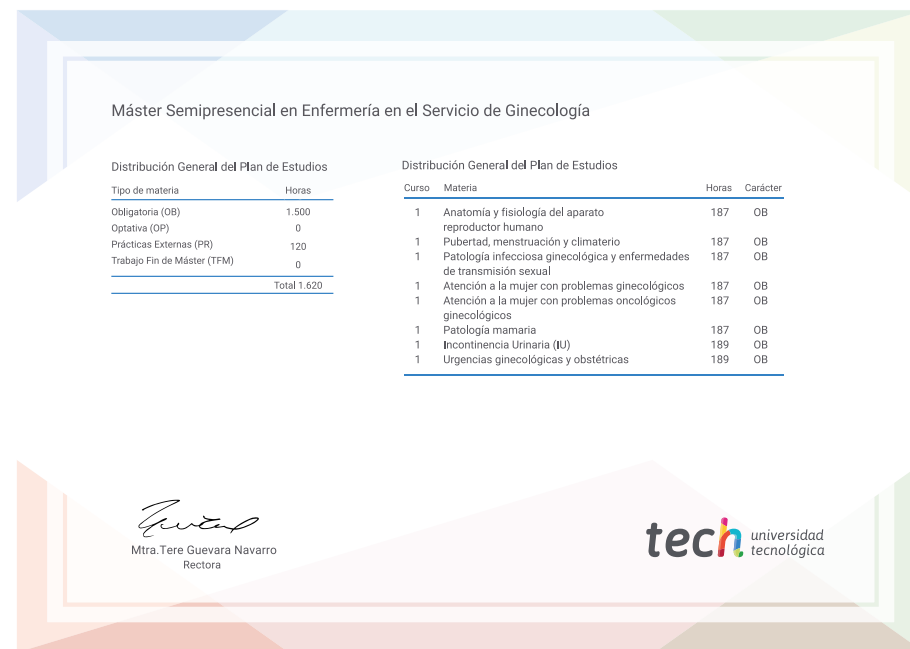 Máster Semipresencial en Enfermería en el Servicio de Ginecología
Distribución General del Plan de Estudios
Tipo de materia Horas
Obligatoria (OB) 1.500
Optativa (OP) 0
Prácticas Externas (PR) 120
Trabajo Fin de Máster (TFM) 0
Total 1.620
Distribución General del Plan de Estudios
Curso Materia Horas Carácter
1 Anatomía y fisiología del aparato 187 OB
reproductor humano
1 Pubertad, menstruación y climaterio 187 OB
1 Patología infecciosa ginecológica y enfermedades 187 OB
de transmisión sexual
1 Atención a la mujer con problemas ginecológicos 187 OB
1 Atención a la mujer con problemas oncológicos 187 OB
ginecológicos
1 Patología mamaria 187 OB
1 Incontinencia Urinaria (IU) 189 OB
1 Urgencias ginecológicas y obstétricas 189 OB
Mtra.Tere Guevara Navarro
Rectora
tech universidad
tecnológica